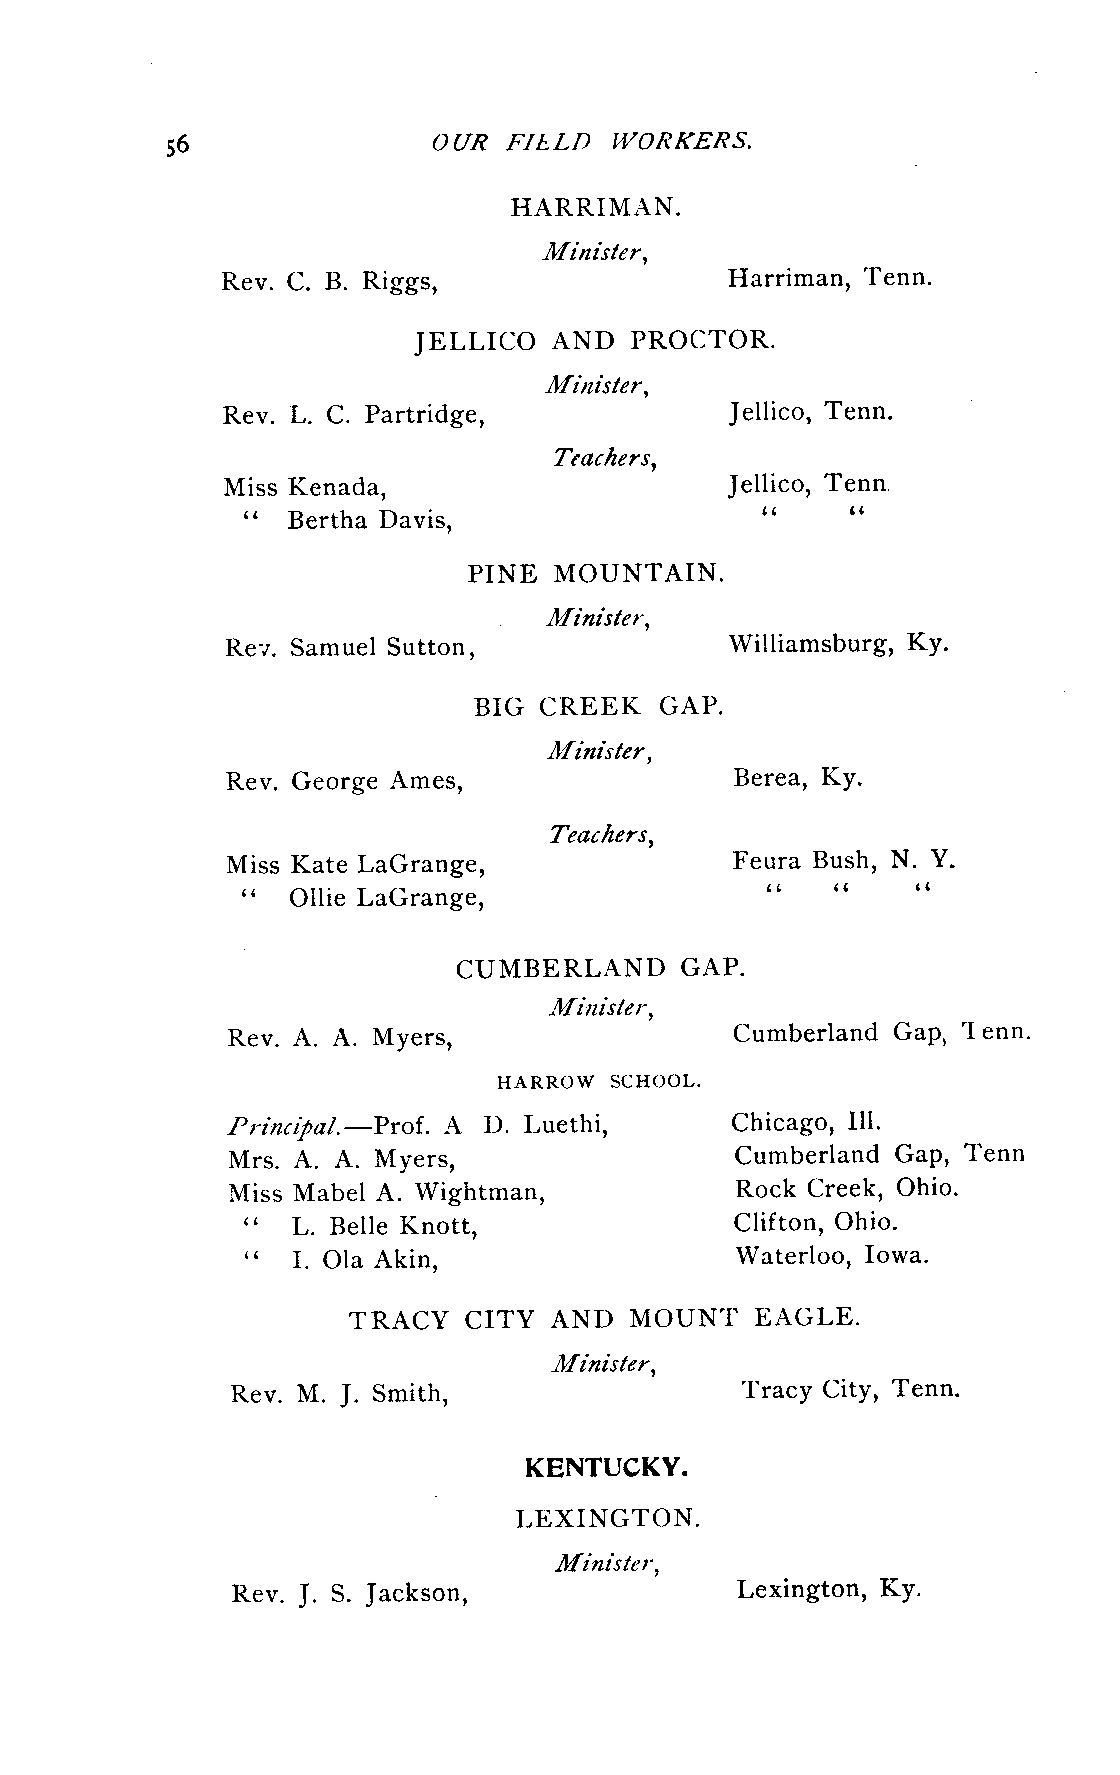 56 OUR FIELD WORKERS.
HARRIMAN.
Minister,
Rev. C. B. Riggs, Harriman, Tenn.
JELLICO AND PROCTOR.
Minister,
Rev. L. C. Partridge, Jellico, Tenn.
Teachers,
Miss Kenada, Jellico, Tenn.
“ Bertha Davis, “ “
PINE MOUNTAIN.
Minister,
Rev. Samuel Sutton, Williamsburg, Ky.
BIG CREEK GAP.
Minister,
Rev. George Ames, Berea, Ky.
Teachers,
Miss Kate LaGrange, Feura Bush, N. Y.
“ Ollie LaGrange, “ “ “
CUMBERLAND GAP.
Minister,
Rev. A. A. Myers, Cumberland Gap, Tenn.
HARROW SCHOOL.
Principal.—Prof. A D. Luethi, Chicago, Ill.
Mrs. A. A. Myers, Cumberland Gap, Tenn
Miss Mabel A. Wightman, Rock Creek, Ohio.
“ L. Belle Knott, Clifton, Ohio.
“ I. Ola Akin, Waterloo, Iowa.
TRACY CITY AND MOUNT EAGLE.
Minister,
Rev. M. J. Smith, Tracy City, Tenn.
KENTUCKY.
LEXINGTON.
Minister,
Rev. J. S. Jackson, Lexington, Ky.